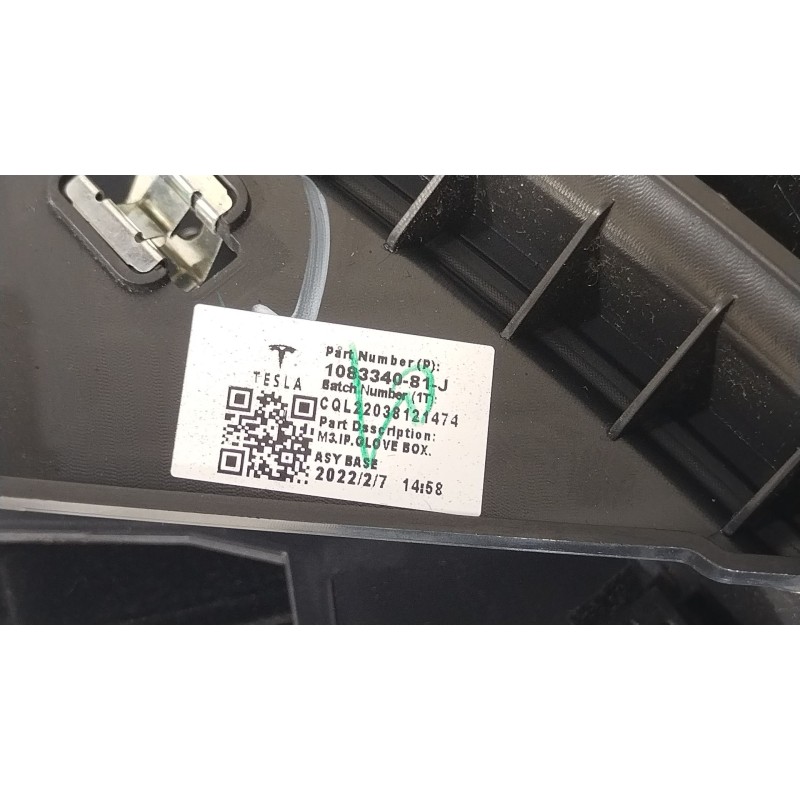 TESLA
Part Number (P):
1083340-81-J
Batch Number (1T):
CQL22038121474
Part Dsscription:
M3.IP.GLOVE BOX.
ASY BASE
2022/2/7 14:58